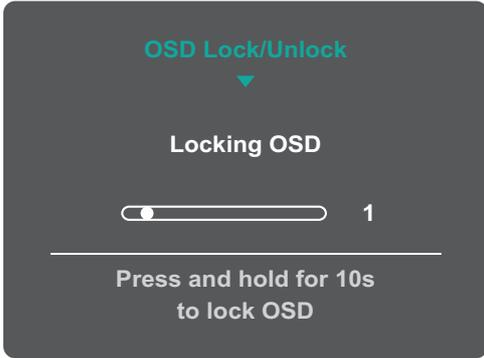 OSD Lock/Unlock
Locking OSD
1
Press and hold for 10s
to lock OSD